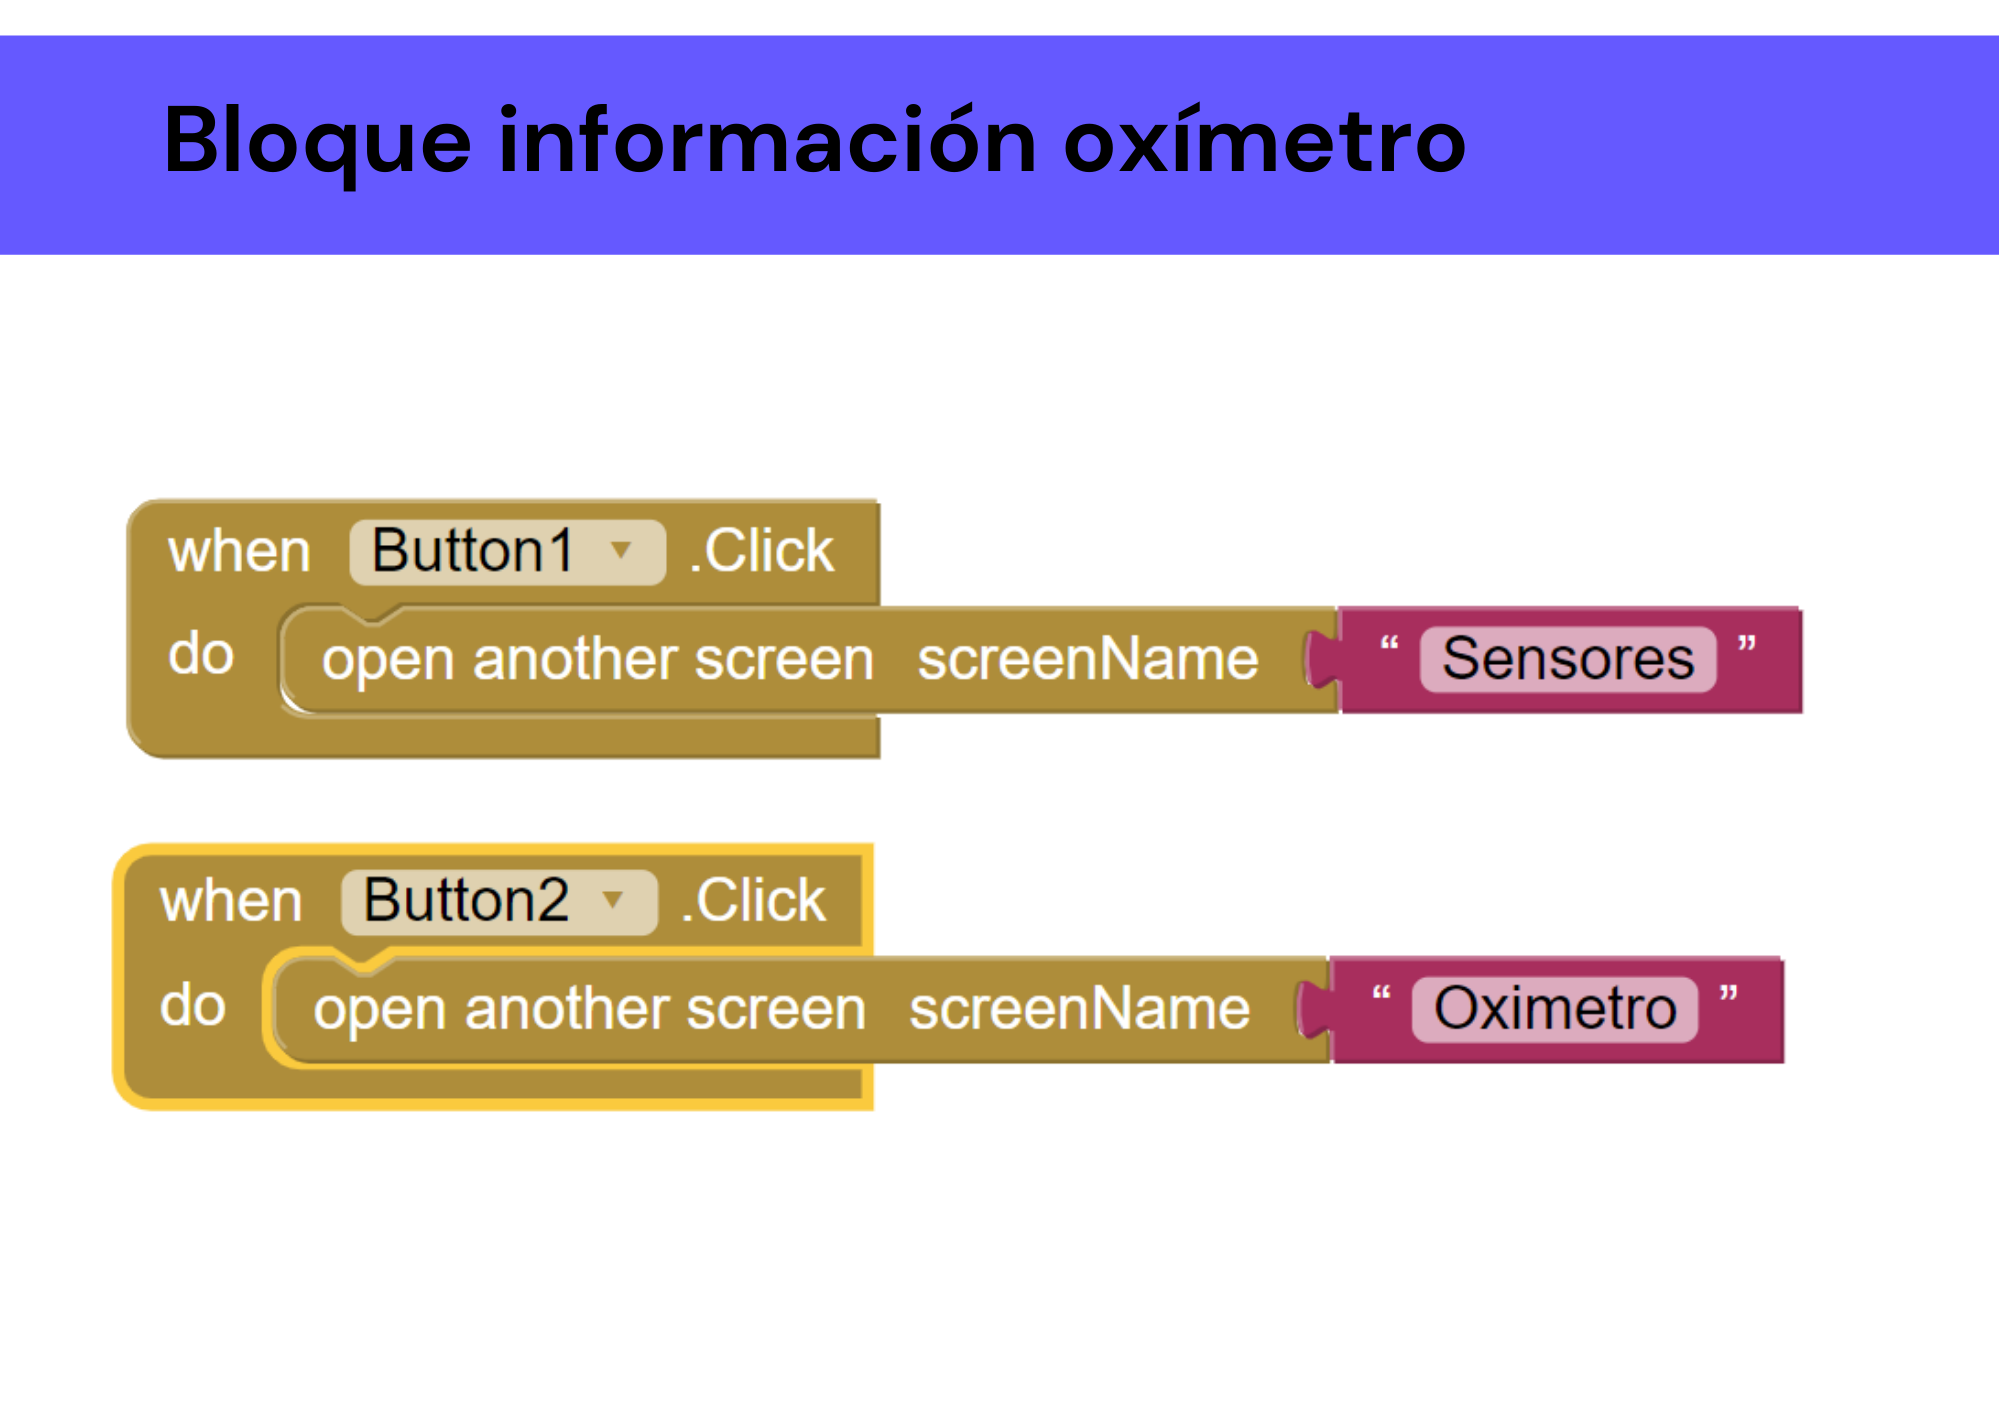 Bloque información oxímetro
when Button1 .Click
do open another screen screenName “ Sensores ”
when Button2 .Click
do open another screen screenName “ Oximetro ”